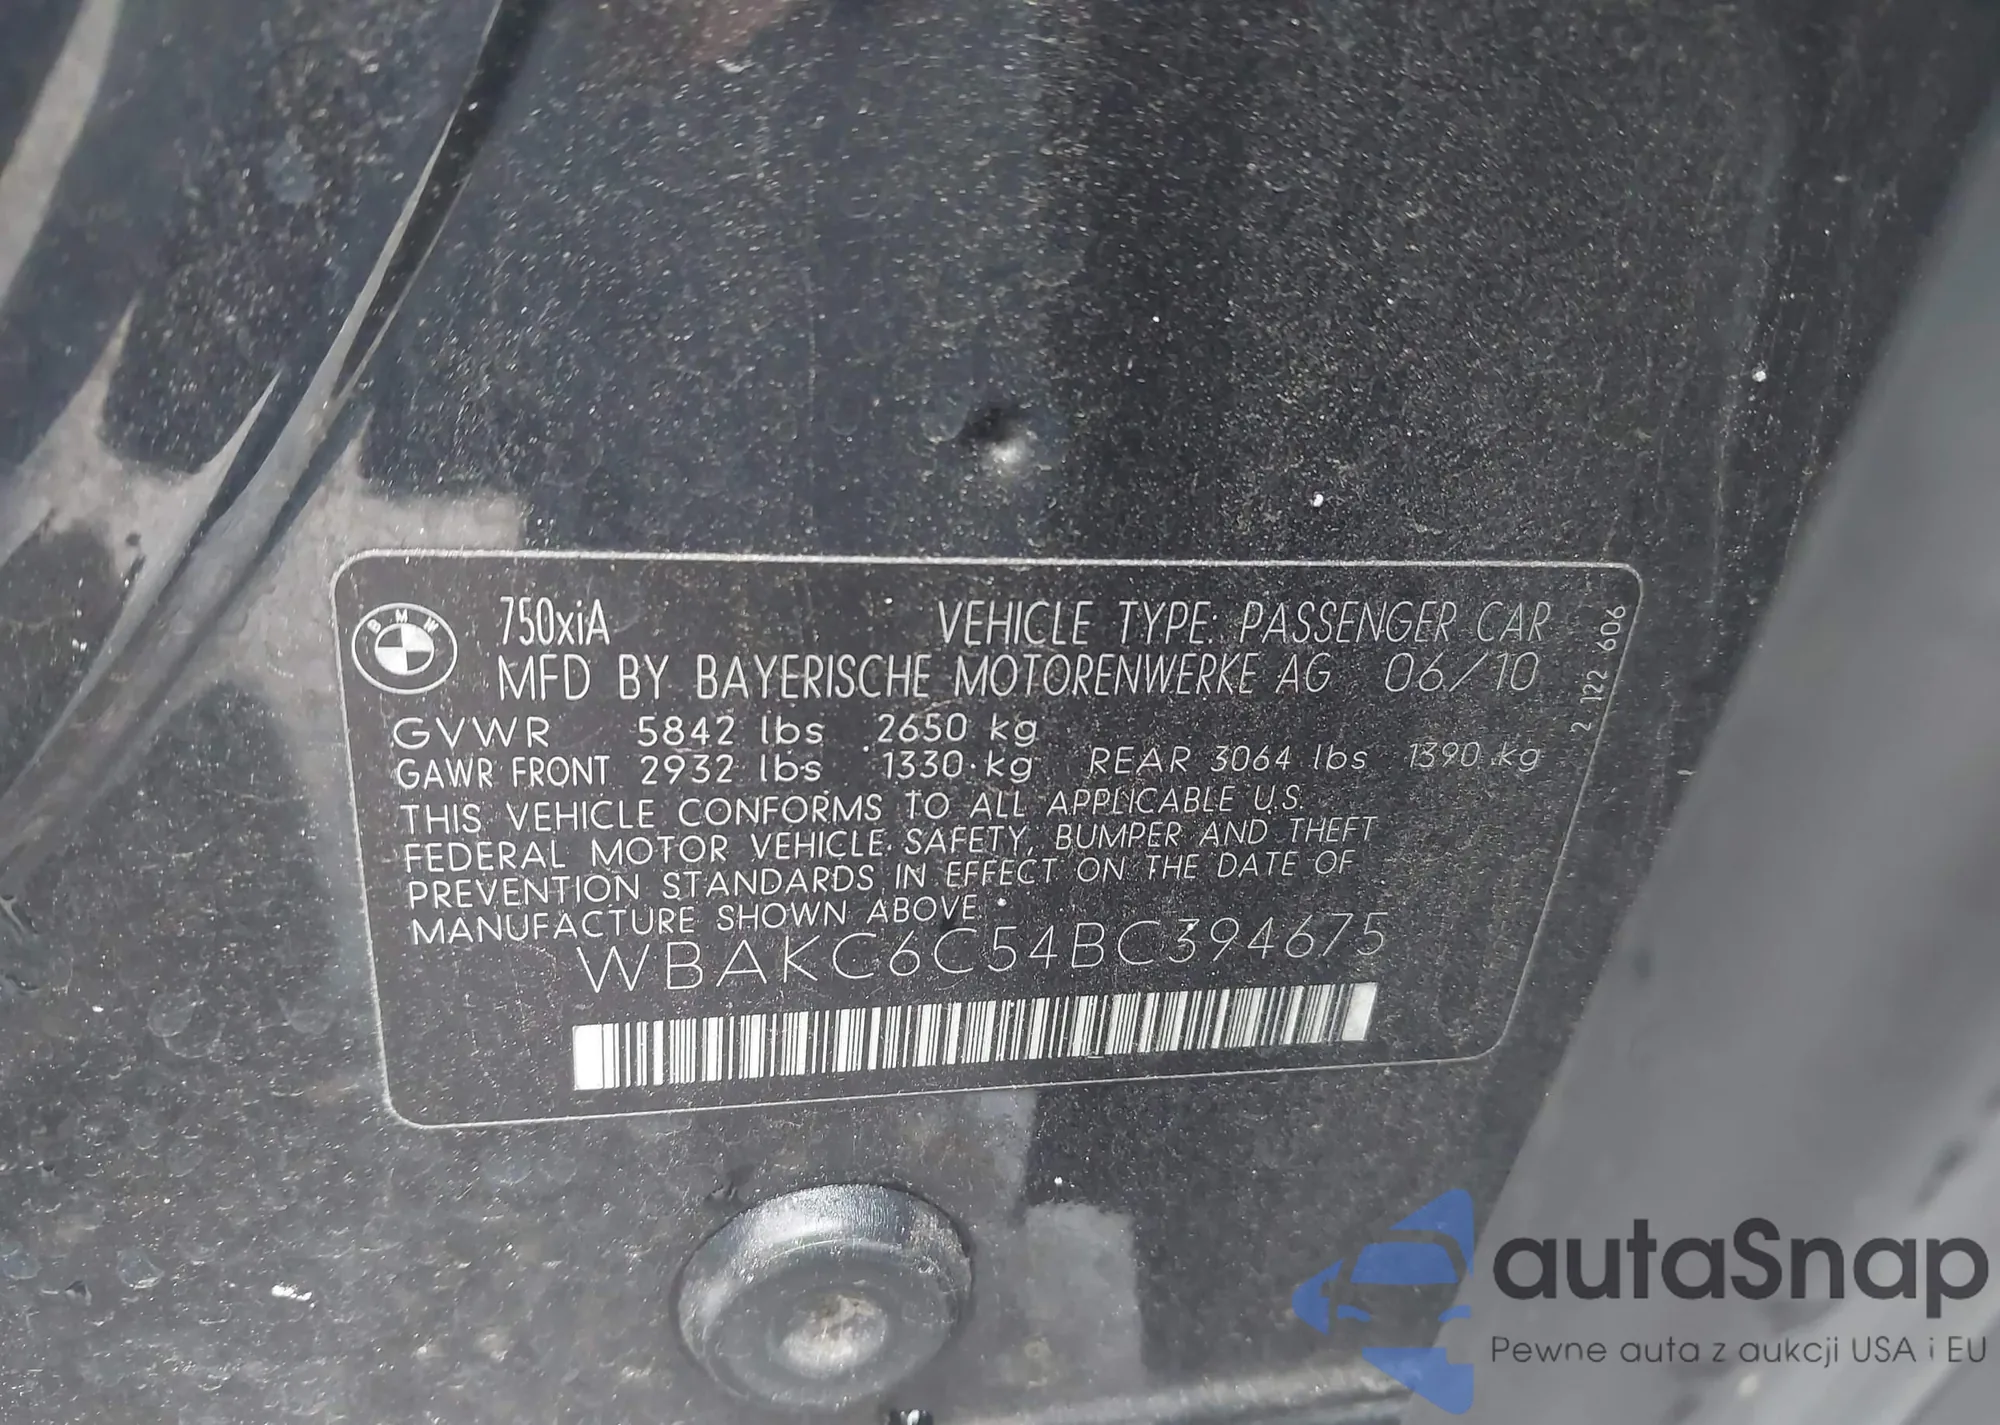 BMW
750xiA VEHICLE TYPE: PASSENGER CAR
MFD BY BAYERISCHE MOTORENWERKE AG 06/10
GVWR 5842 lbs 2650 kg
GAWR FRONT 2932 lbs 1330 kg REAR 3064 lbs 1390 kg
THIS VEHICLE CONFORMS TO ALL APPLICABLE U.S.
FEDERAL MOTOR VEHICLE SAFETY, BUMPER AND THEFT
PREVENTION STANDARDS IN EFFECT ON THE DATE OF
MANUFACTURE SHOWN ABOVE
WBAKC6C54BC394675
2 122 606
autaSnap
Pewne auta z aukcji USA i EU